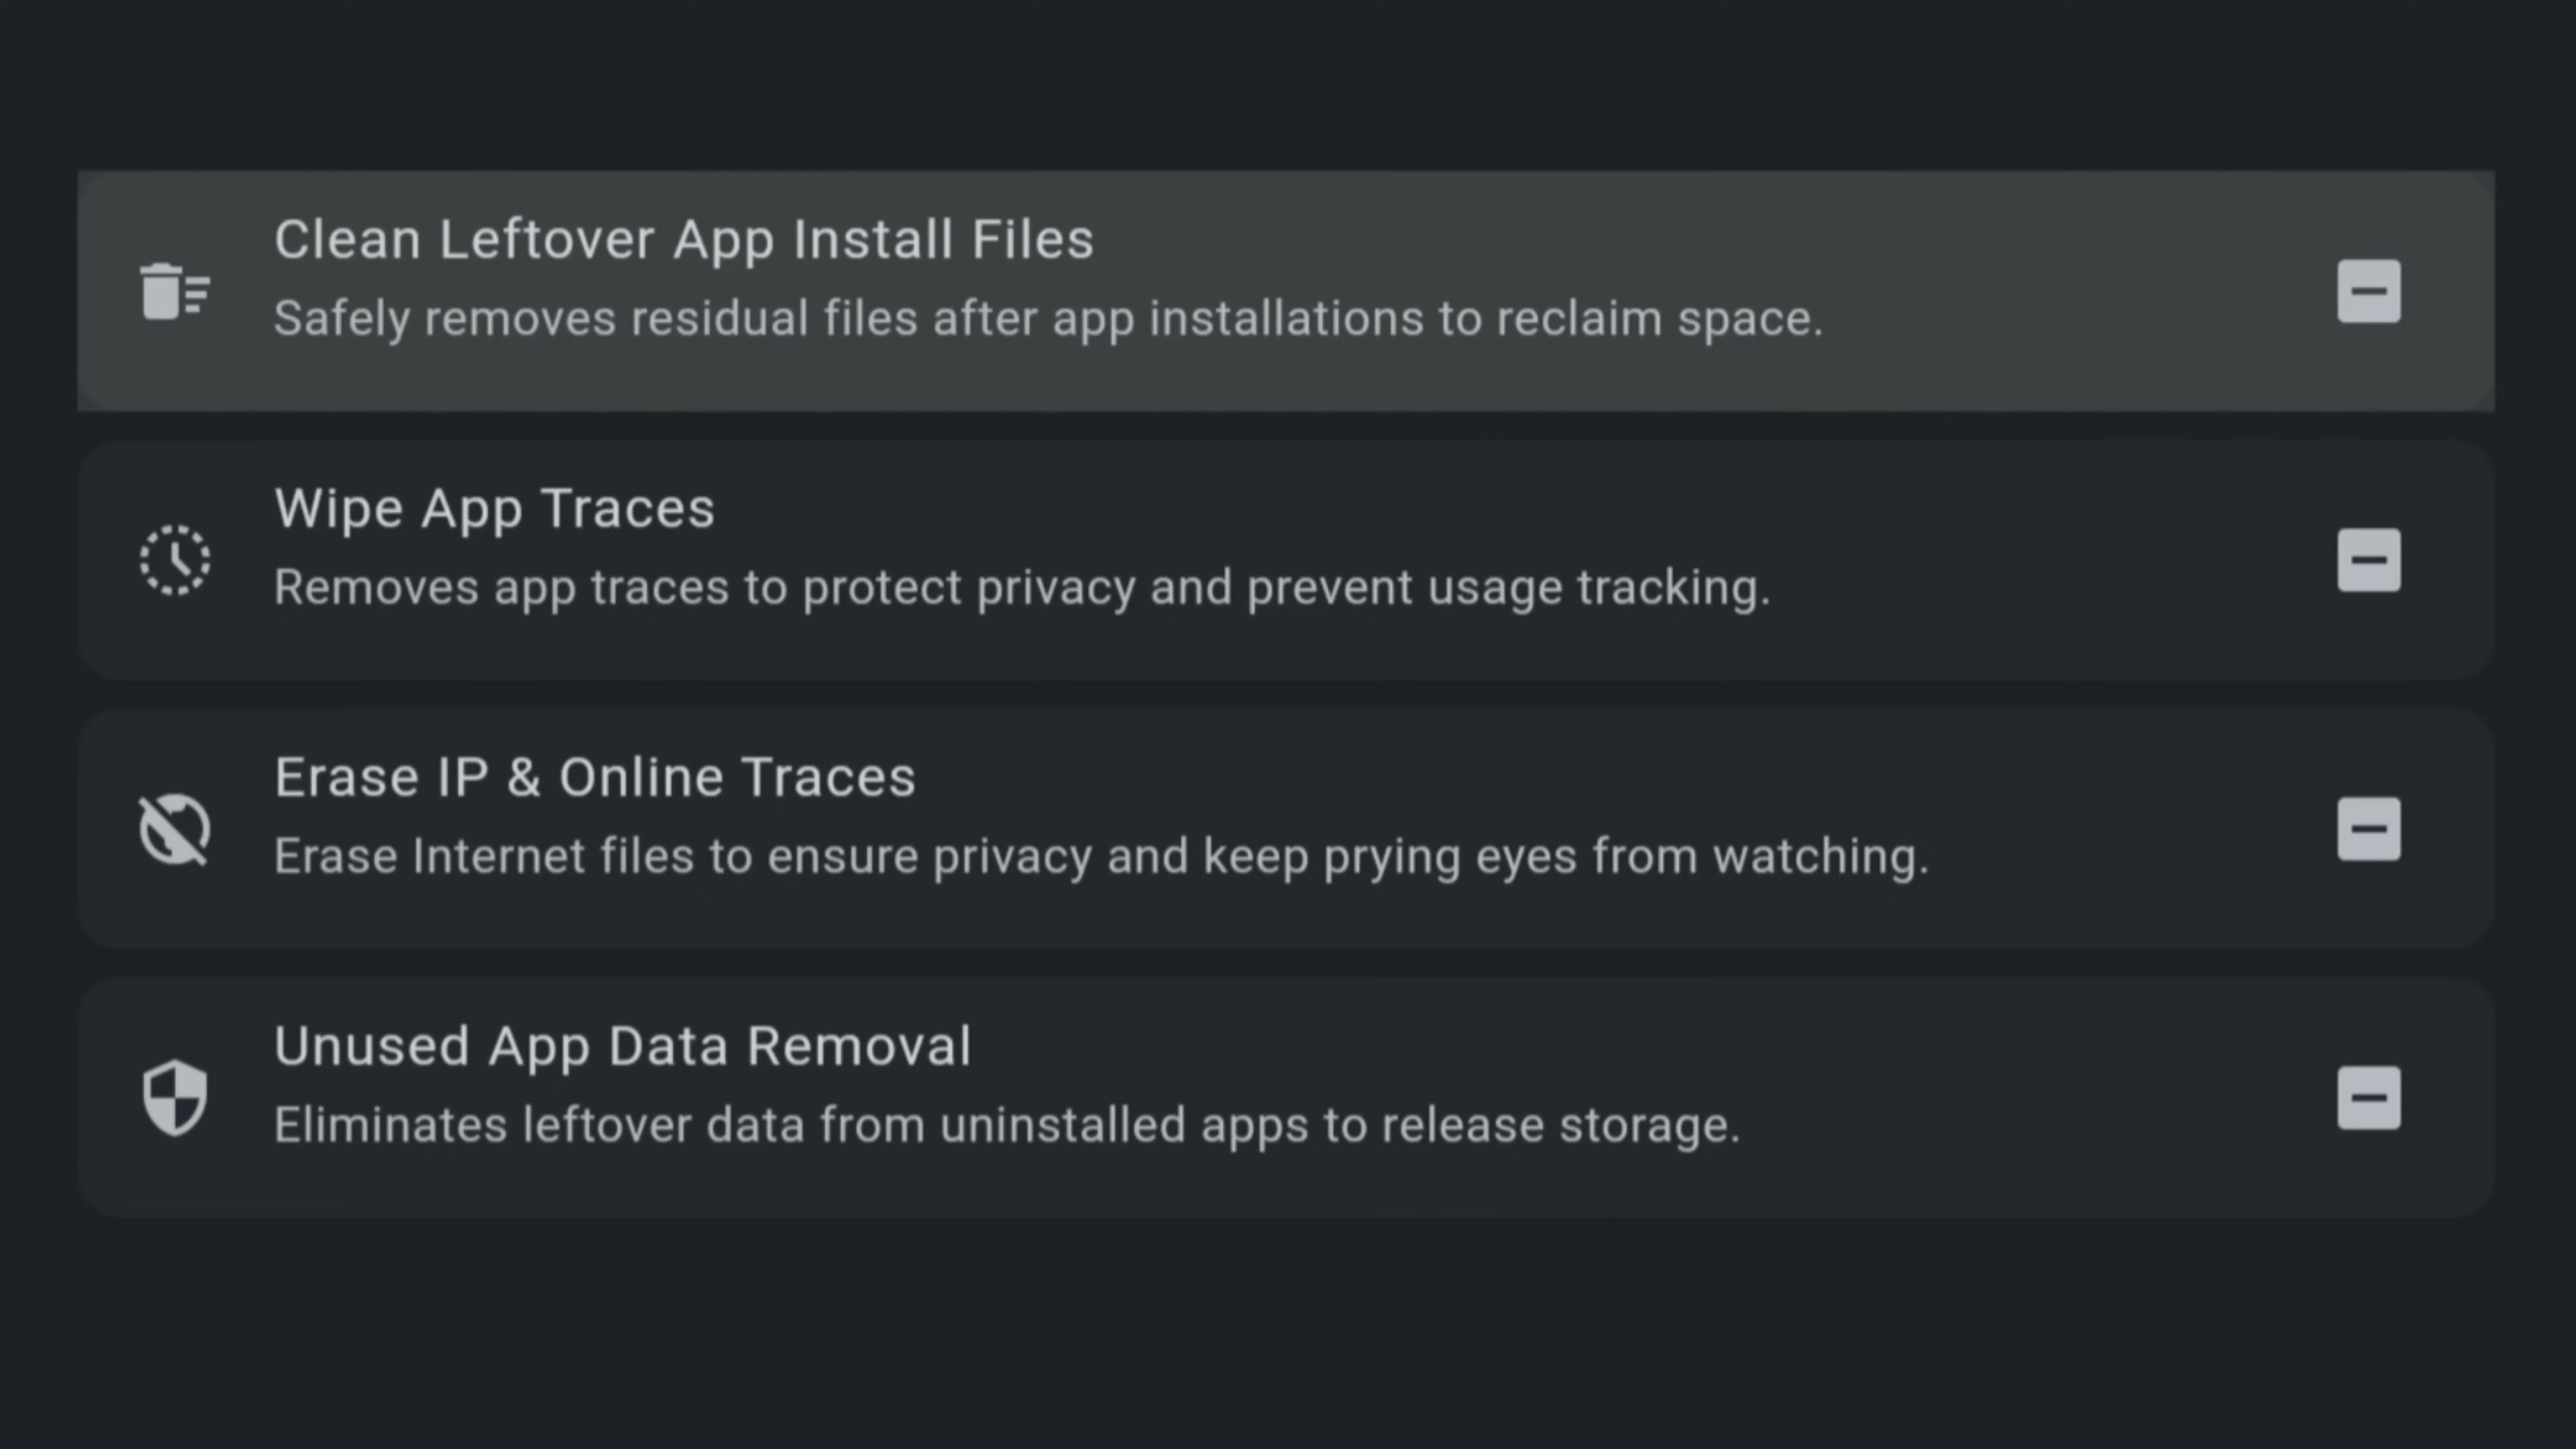 Clean Leftover App Install Files
Safely removes residual files after app installations to reclaim space.
Wipe App Traces
Removes app traces to protect privacy and prevent usage tracking.
Erase IP & Online Traces
Erase Internet files to ensure privacy and keep prying eyes from watching.
Unused App Data Removal
Eliminates leftover data from uninstalled apps to release storage.